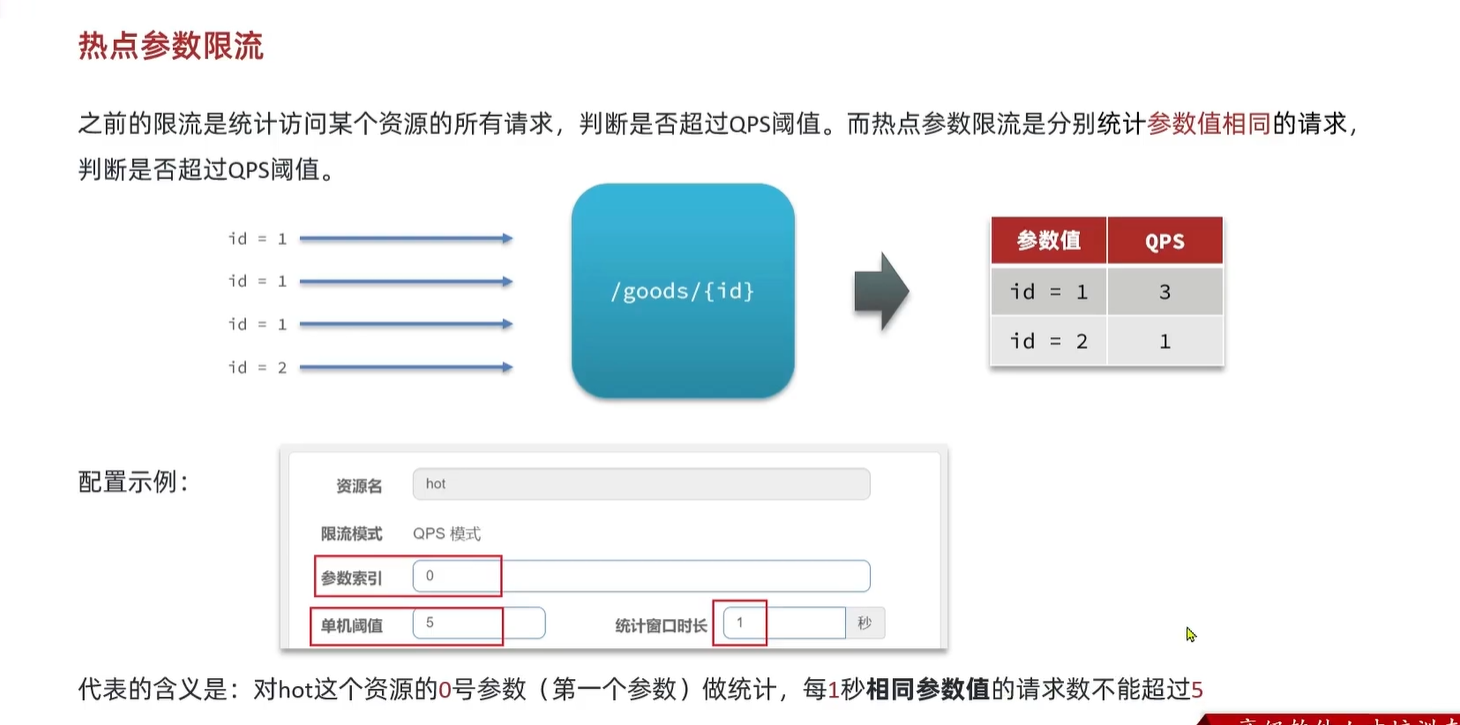 热点参数限流
之前的限流是统计访问某个资源的所有请求，判断是否超过QPS阈值。而热点参数限流是分别统计参数值相同的请求，
判断是否超过QPS阈值。
id = 1
id = 1
id = 1
id = 2
/goods/{id}
参数值 QPS
id = 1 3
id = 2 1
配置示例：
资源名 hot
限流模式 QPS 模式
参数索引 0
单机阈值 5 统计窗口时长 1 秒
代表的含义是：对hot这个资源的0号参数（第一个参数）做统计，每1秒相同参数值的请求数不能超过5